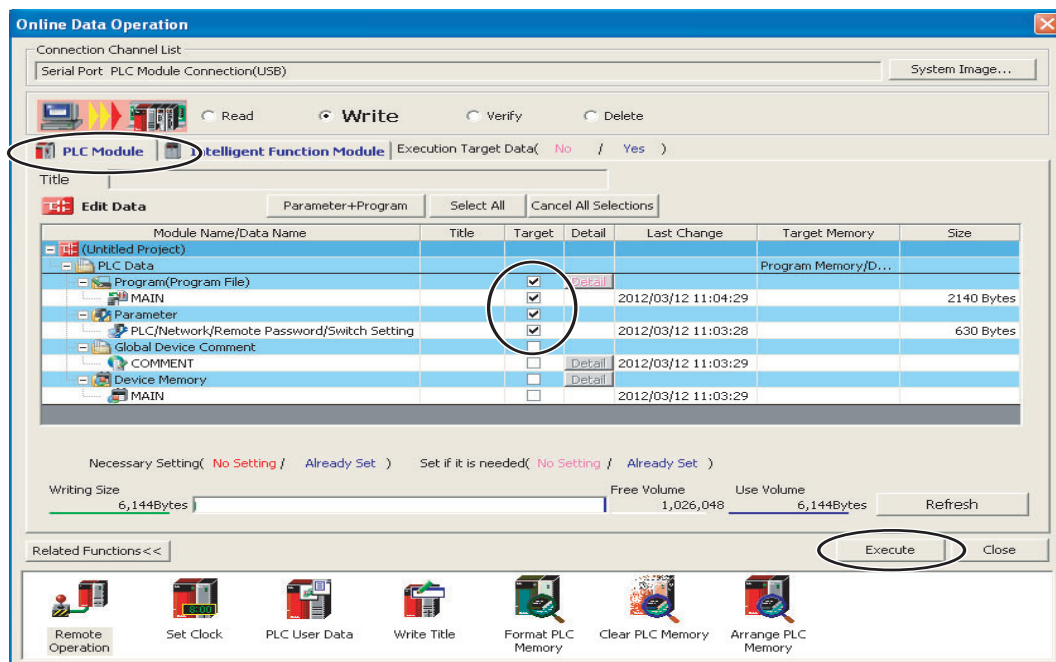 Online Data Operation
Connection Channel List
Serial Port PLC Module Connection(USB)
System Image...
Read Write Verify Delete
PLC Module Intelligent Function Module Execution Target Data( No / Yes )
Title
Edit Data Parameter+Program Select All Cancel All Selections
Module Name/Data Name Title Target Detail Last Change Target Memory Size
(Untitled Project)
PLC Data Program Memory/D...
Program(Program File) Detail
MAIN 2012/03/12 11:04:29 2140 Bytes
Parameter
PLC/Network/Remote Password/Switch Setting 2012/03/12 11:03:28 630 Bytes
Global Device Comment
COMMENT Detail 2012/03/12 11:03:29
Device Memory Detail
MAIN 2012/03/12 11:03:29
Necessary Setting( No Setting / Already Set ) Set if it is needed( No Setting / Already Set )
Writing Size Free Volume Use Volume
6,144Bytes 1,026,048 6,144Bytes Refresh
Related Functions<< Execute Close
8:00
Remote Set Clock PLC User Data Write Title Format PLC Clear PLC Memory Arrange PLC
Operation Memory Memory